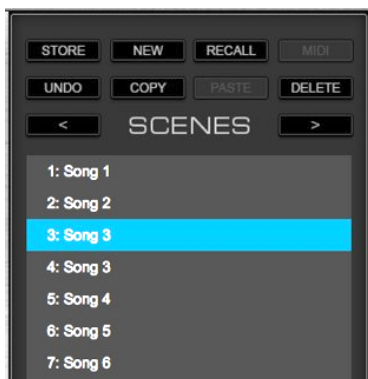 STORE NEW RECALL MIDI
UNDO COPY PASTE DELETE
< SCENES >
1: Song 1
2: Song 2
3: Song 3
4: Song 3
5: Song 4
6: Song 5
7: Song 6